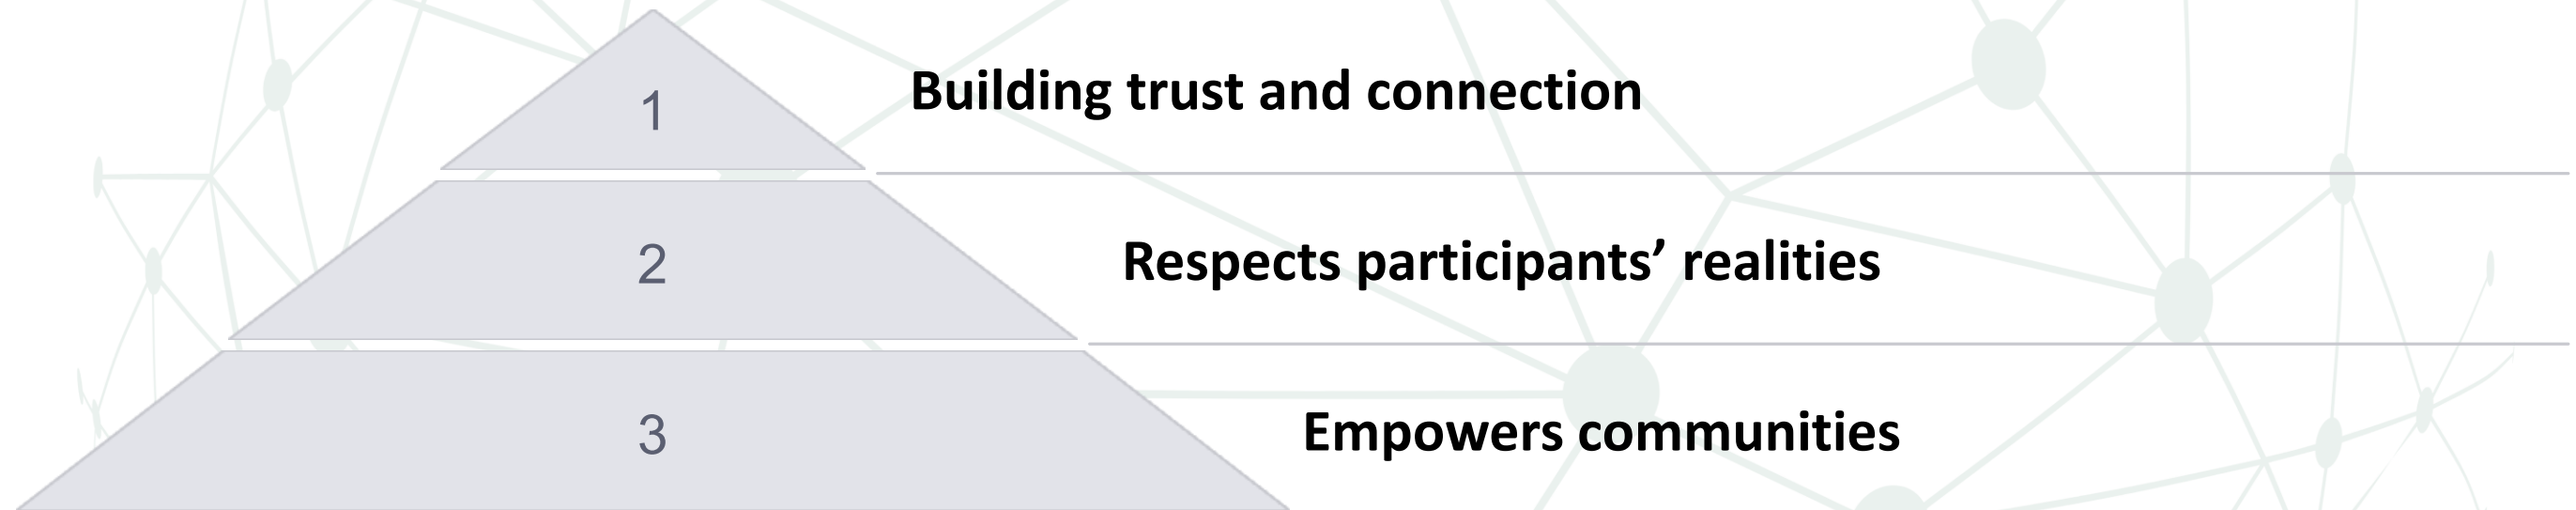 1
Building trust and connection
2
Respects participants’ realities
3
Empowers communities